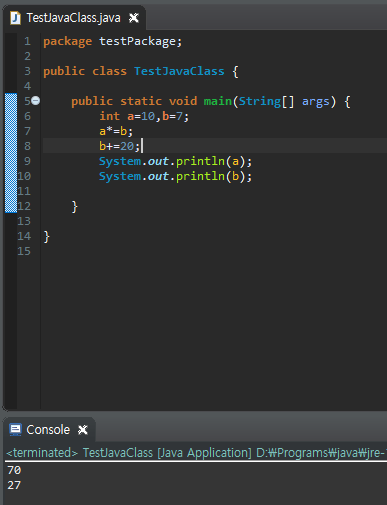 TestJavaClass.java
1 package testPackage;
2
3 public class TestJavaClass {
4
5 public static void main(String[] args) {
6 int a=10,b=7;
7 a*=b;
8 b+=20;
9 System.out.println(a);
10 System.out.println(b);
11
12 }
13
14 }
15
Console
<terminated> TestJavaClass [Java Application] D:₩Programs₩java₩jre-
70
27